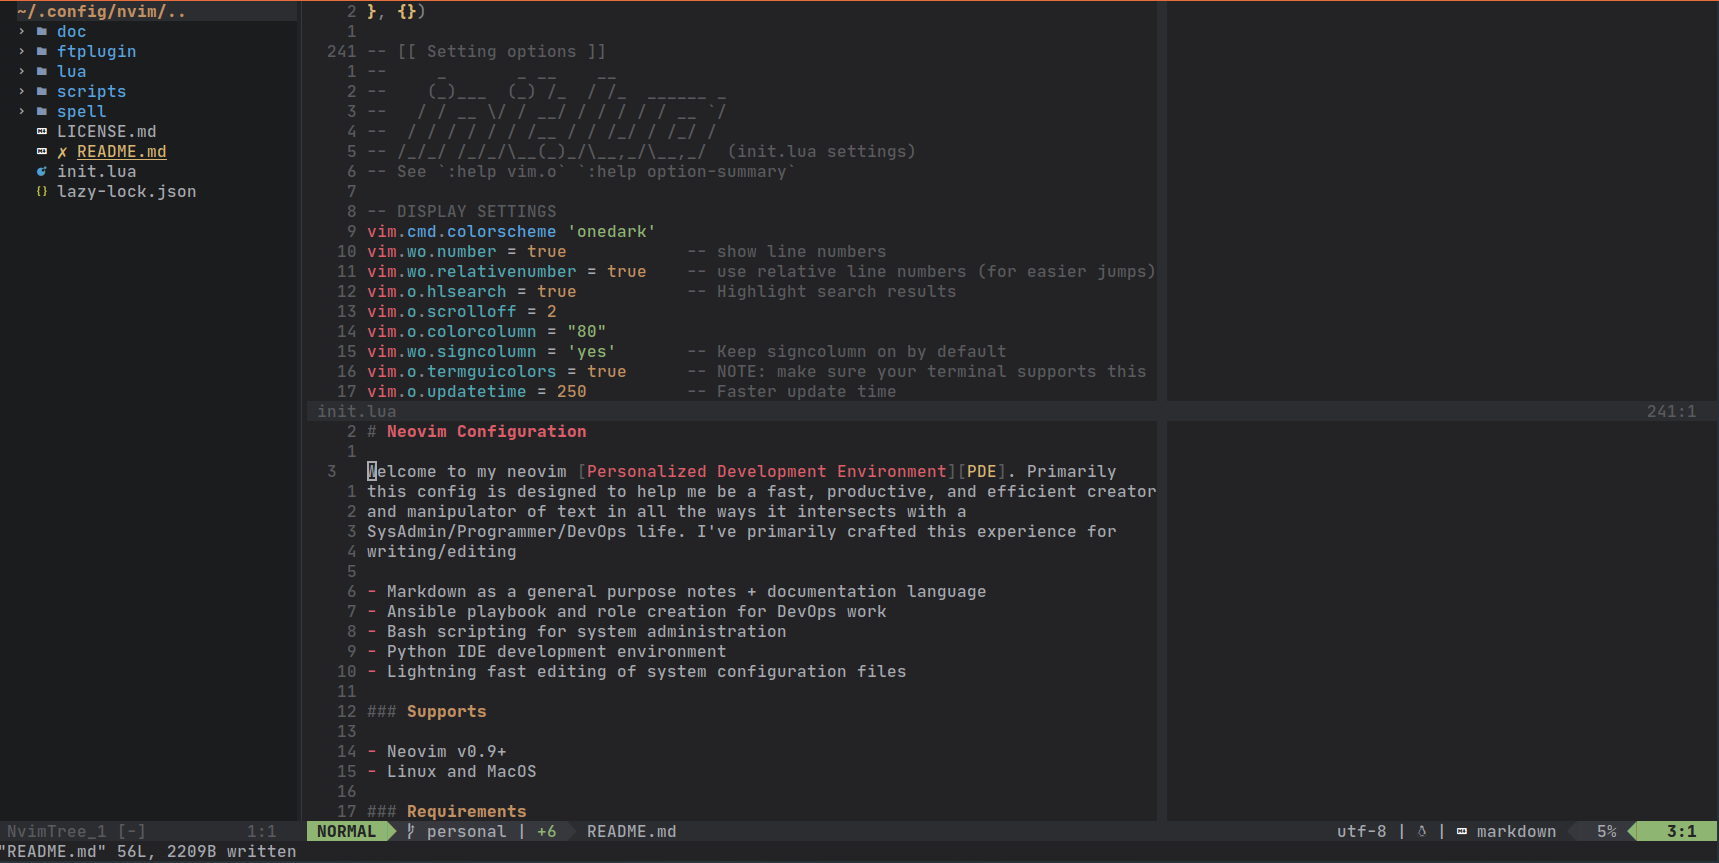 ~/.config/nvim/..
› doc
› ftplugin
› lua
› scripts
› spell
LICENSE.md
✗ README.md
init.lua
{} lazy-lock.json
NvimTree_1 [-] 1:1
2 }, {})
1
241 -- [[ Setting options ]]
1 --     _       _ __    __
2 --    (_)___  (_) /_  / /_  ______ _
3 --   / / __ \/ / __/ / / / / / __ `/
4 --  / / / / / / /__ / / /_/ / /_/ /
5 -- /_/_/ /_/_/\__(_)_/\__,_/\__,_/  (init.lua settings)
6 -- See `:help vim.o` `:help option-summary`
7
8 -- DISPLAY SETTINGS
9 vim.cmd.colorscheme 'onedark'
10 vim.wo.number = true            -- show line numbers
11 vim.wo.relativenumber = true    -- use relative line numbers (for easier jumps)
12 vim.o.hlsearch = true           -- Highlight search results
13 vim.o.scrolloff = 2
14 vim.o.colorcolumn = "80"
15 vim.wo.signcolumn = 'yes'       -- Keep signcolumn on by default
16 vim.o.termguicolors = true      -- NOTE: make sure your terminal supports this
17 vim.o.updatetime = 250          -- Faster update time
init.lua 241:1
2 # Neovim Configuration
1
3 Welcome to my neovim [Personalized Development Environment][PDE]. Primarily
1 this config is designed to help me be a fast, productive, and efficient creator
2 and manipulator of text in all the ways it intersects with a
3 SysAdmin/Programmer/DevOps life. I've primarily crafted this experience for
4 writing/editing
5
6 - Markdown as a general purpose notes + documentation language
7 - Ansible playbook and role creation for DevOps work
8 - Bash scripting for system administration
9 - Python IDE development environment
10 - Lightning fast editing of system configuration files
11
12 ### Supports
13
14 - Neovim v0.9+
15 - Linux and MacOS
16
17 ### Requirements
NORMAL personal | +6 README.md utf-8 | | markdown 5% 3:1
"README.md" 56L, 2209B written